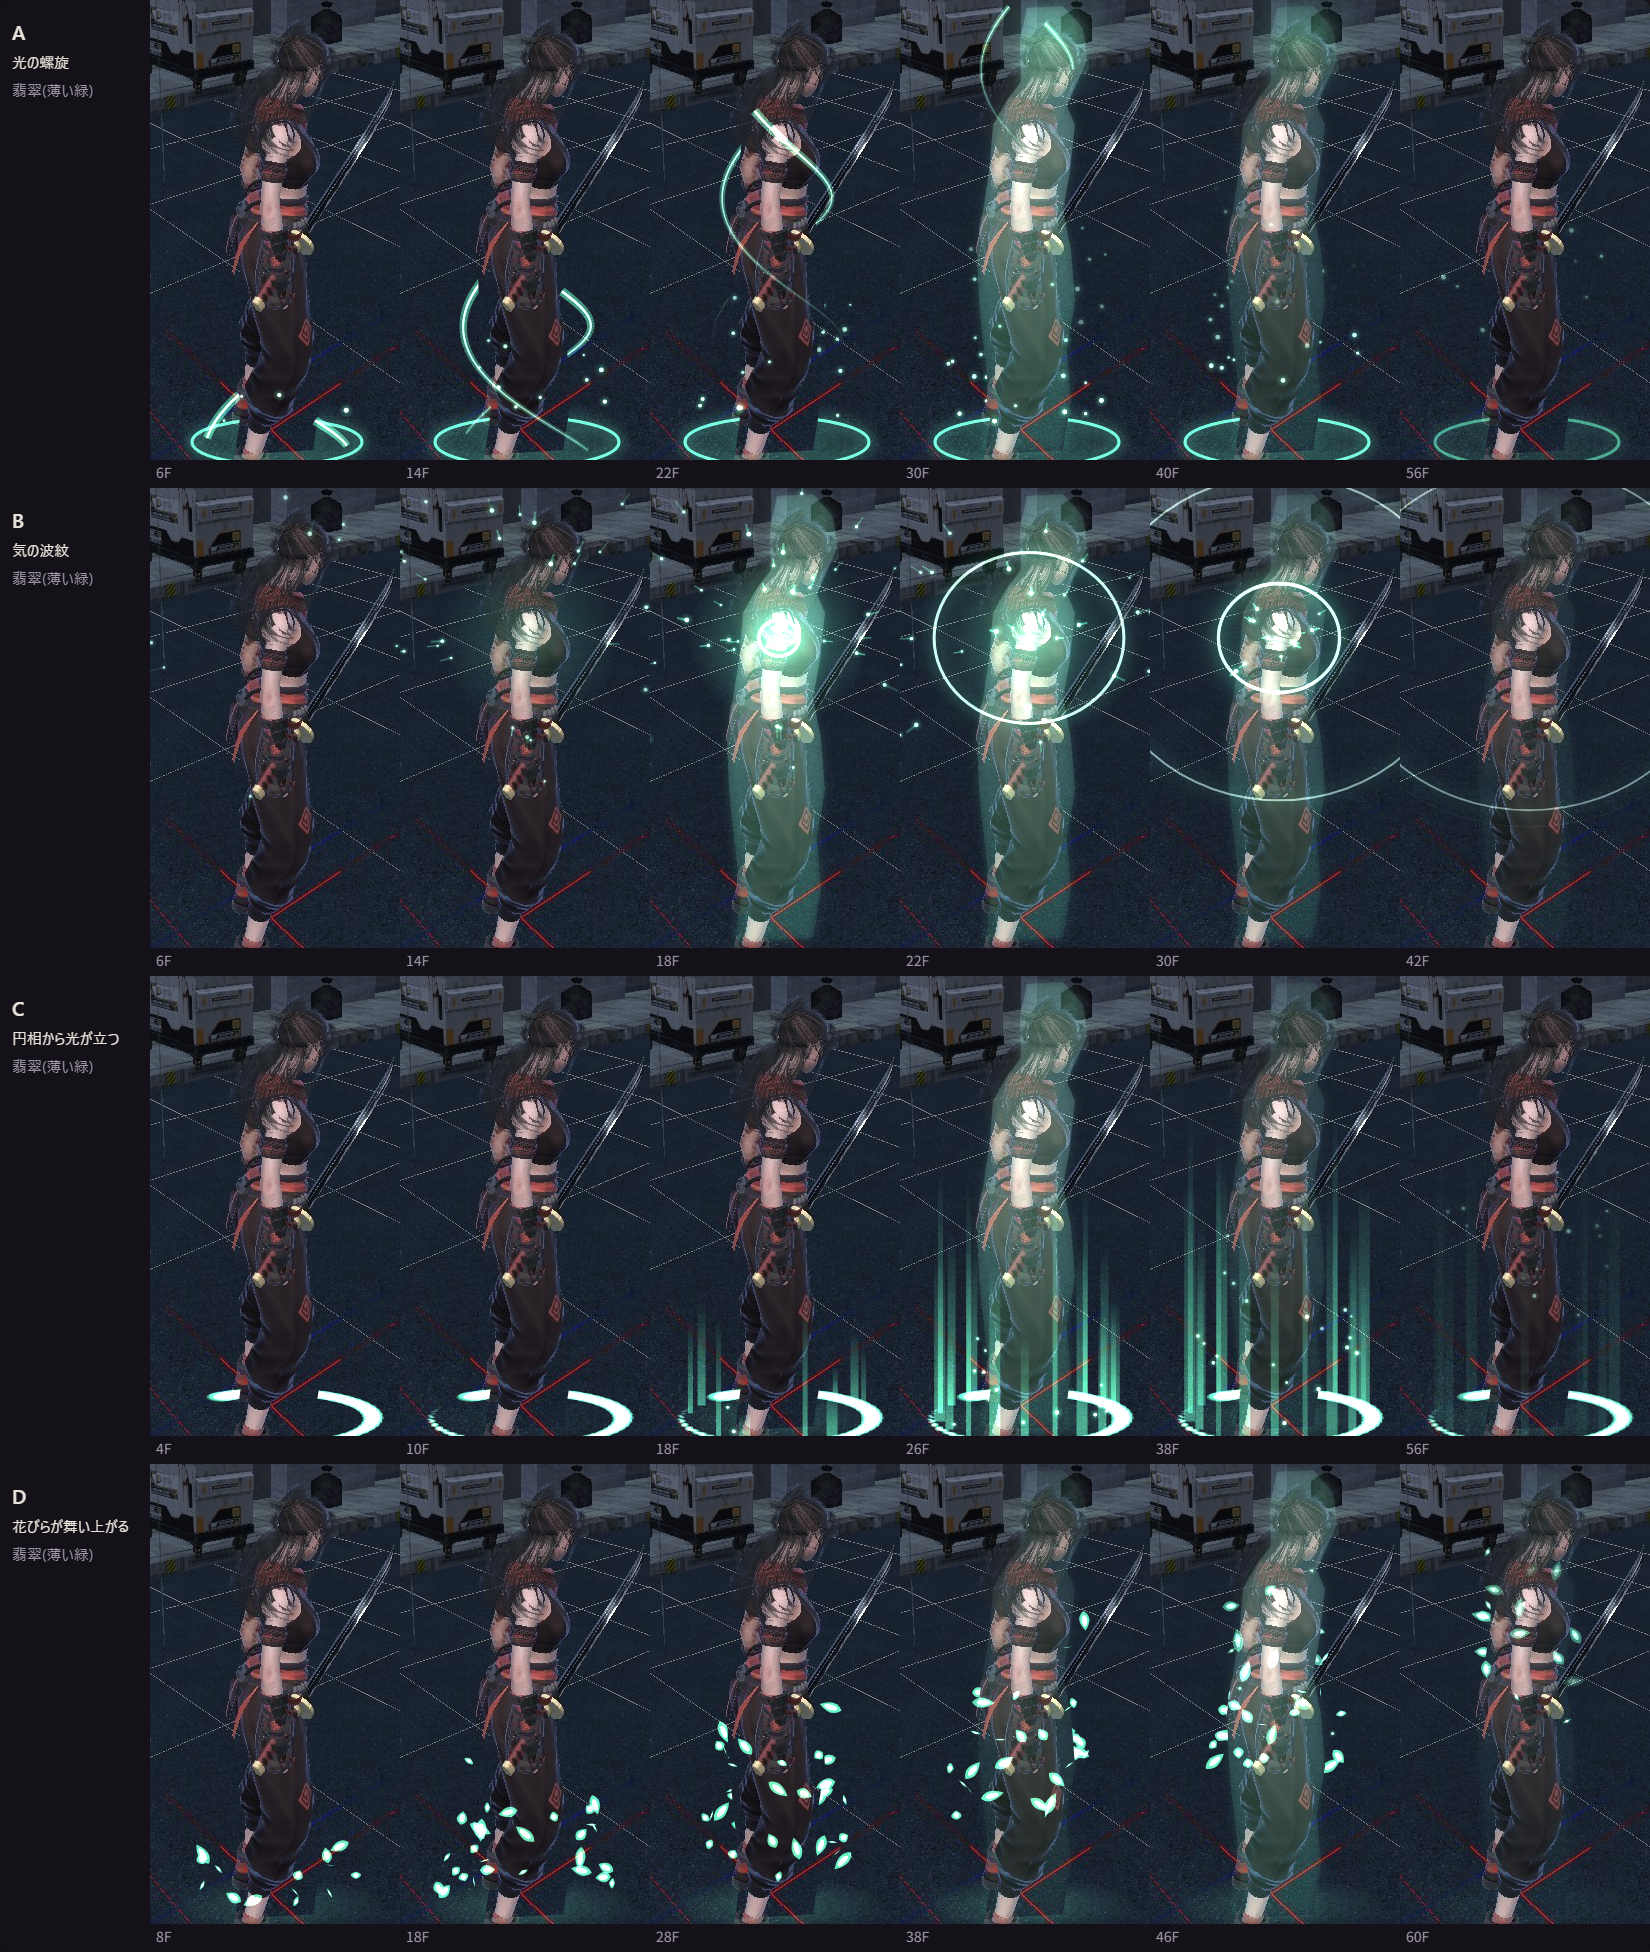 A
光の螺旋
翡翠(薄い緑)
6F 14F 22F 30F 40F 56F
B
気の波紋
翡翠(薄い緑)
6F 14F 18F 22F 30F 42F
C
円相から光が立つ
翡翠(薄い緑)
4F 10F 18F 26F 38F 56F
D
花びらが舞い上がる
翡翠(薄い緑)
8F 18F 28F 38F 46F 60F